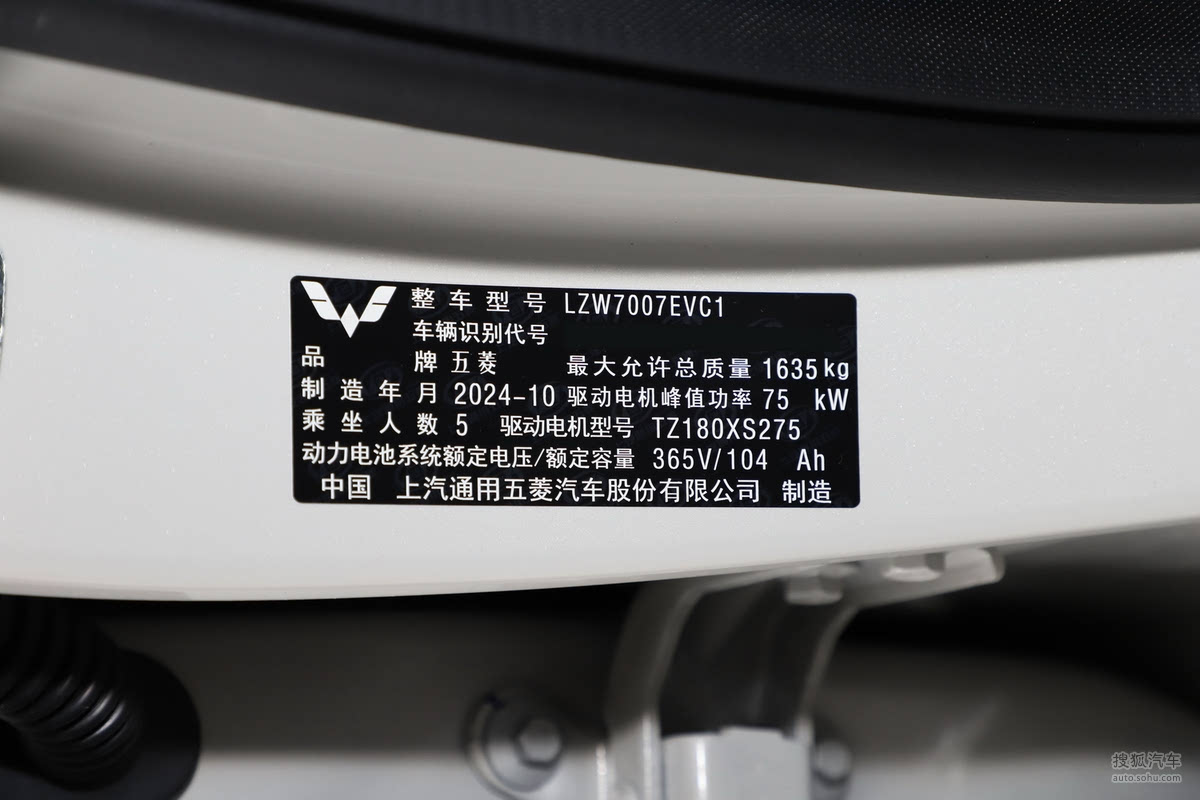 整车型号 LZW7007EVC1
车辆识别代号
品牌 五菱 最大允许总质量 1635kg
制造年月 2024-10 驱动电机峰值功率 75 kW
乘坐人数 5 驱动电机型号 TZ180XS275
动力电池系统额定电压/额定容量 365V/104 Ah
中国 上汽通用五菱汽车股份有限公司 制造
搜狐汽车
auto.sohu.com